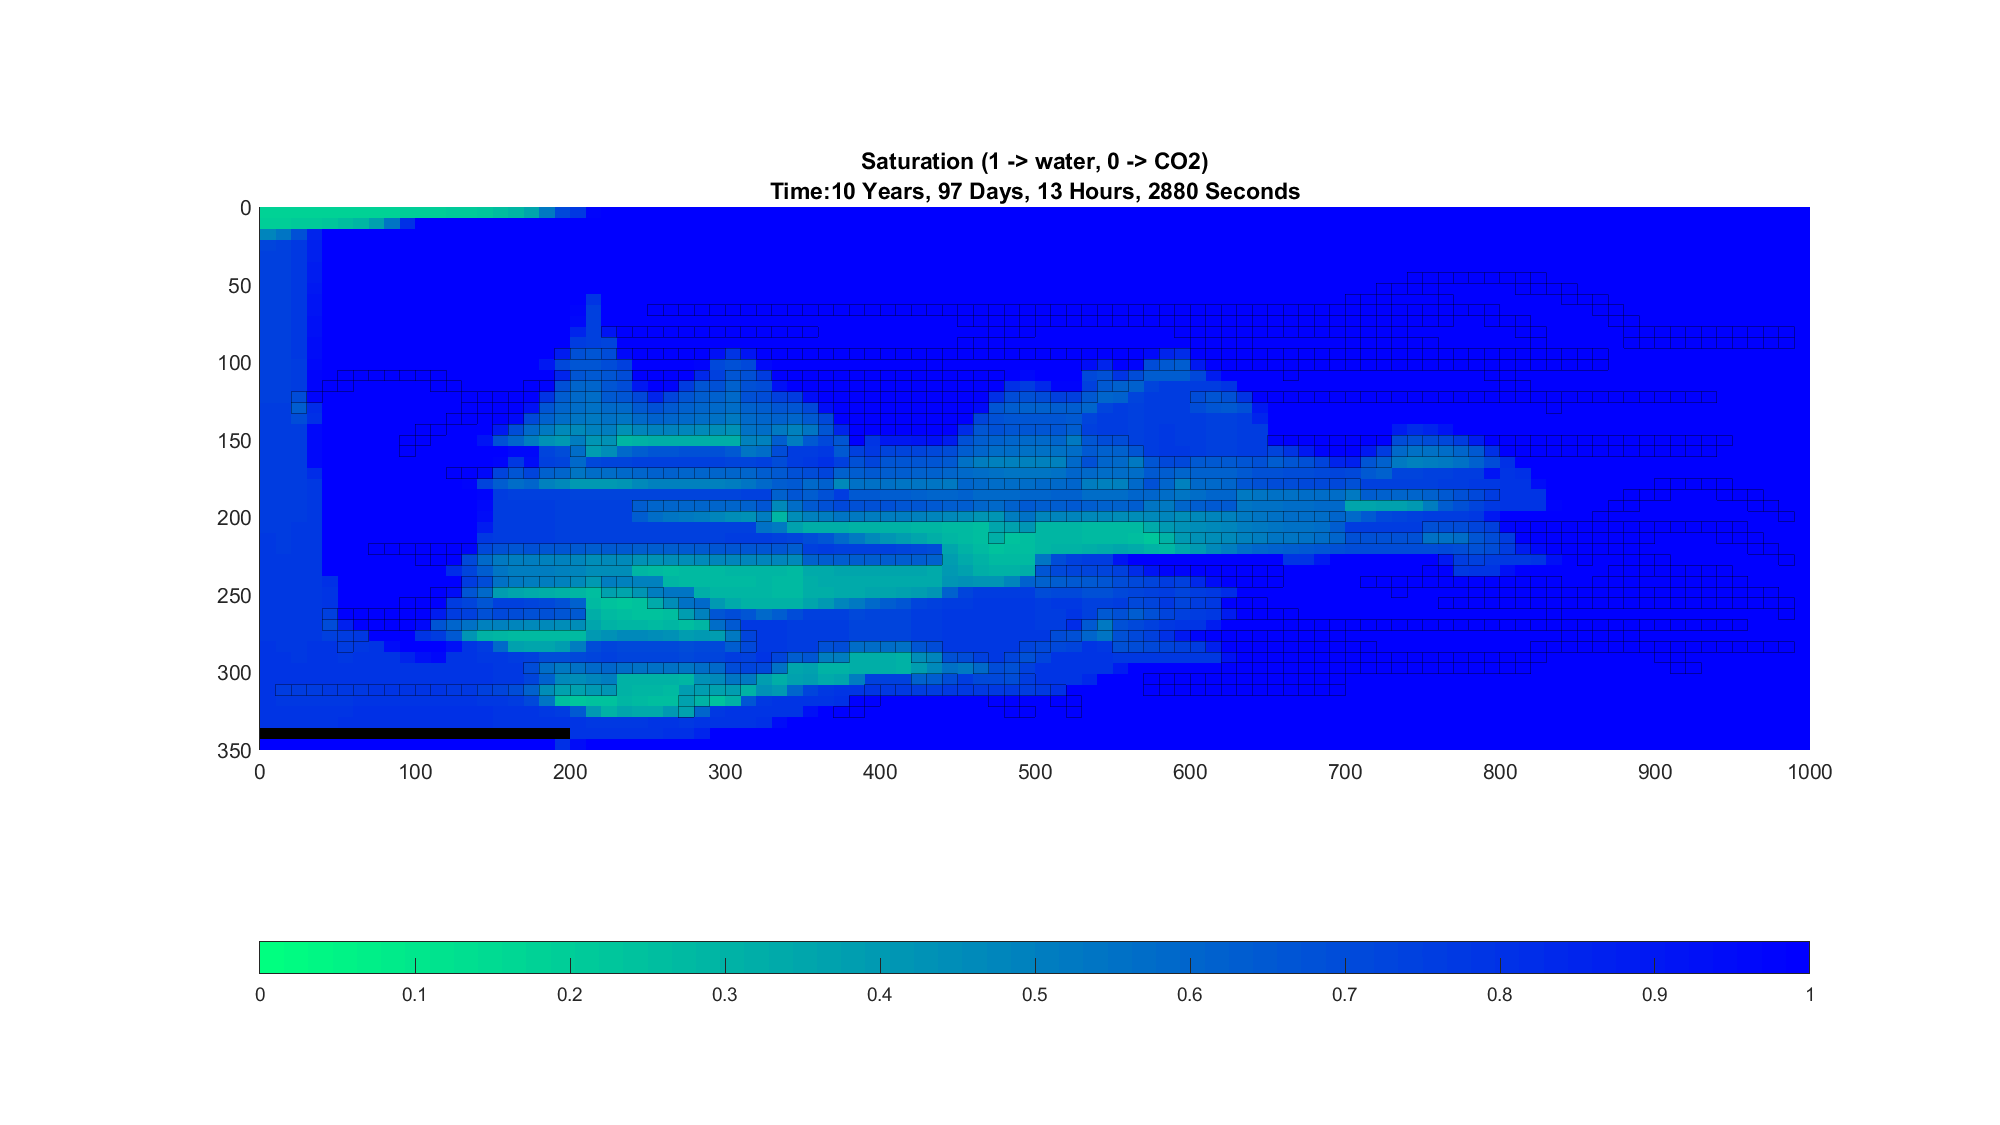 Saturation (1 -> water, 0 -> CO2)
Time:10 Years, 97 Days, 13 Hours, 2880 Seconds
0
50
100
150
200
250
300
350
0 100 200 300 400 500 600 700 800 900 1000
0 0.1 0.2 0.3 0.4 0.5 0.6 0.7 0.8 0.9 1